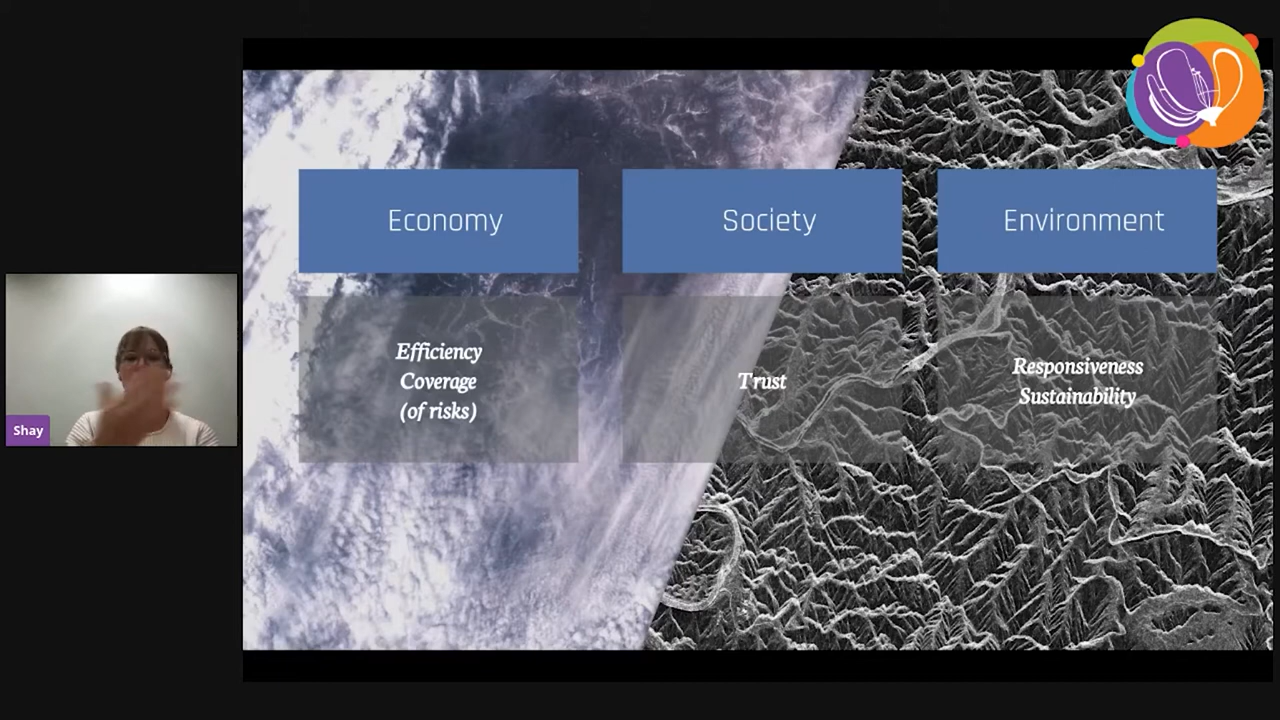 Economy
Society
Environment
Efficiency
Coverage
(of risks)
Trust
Responsiveness
Sustainability
Shay